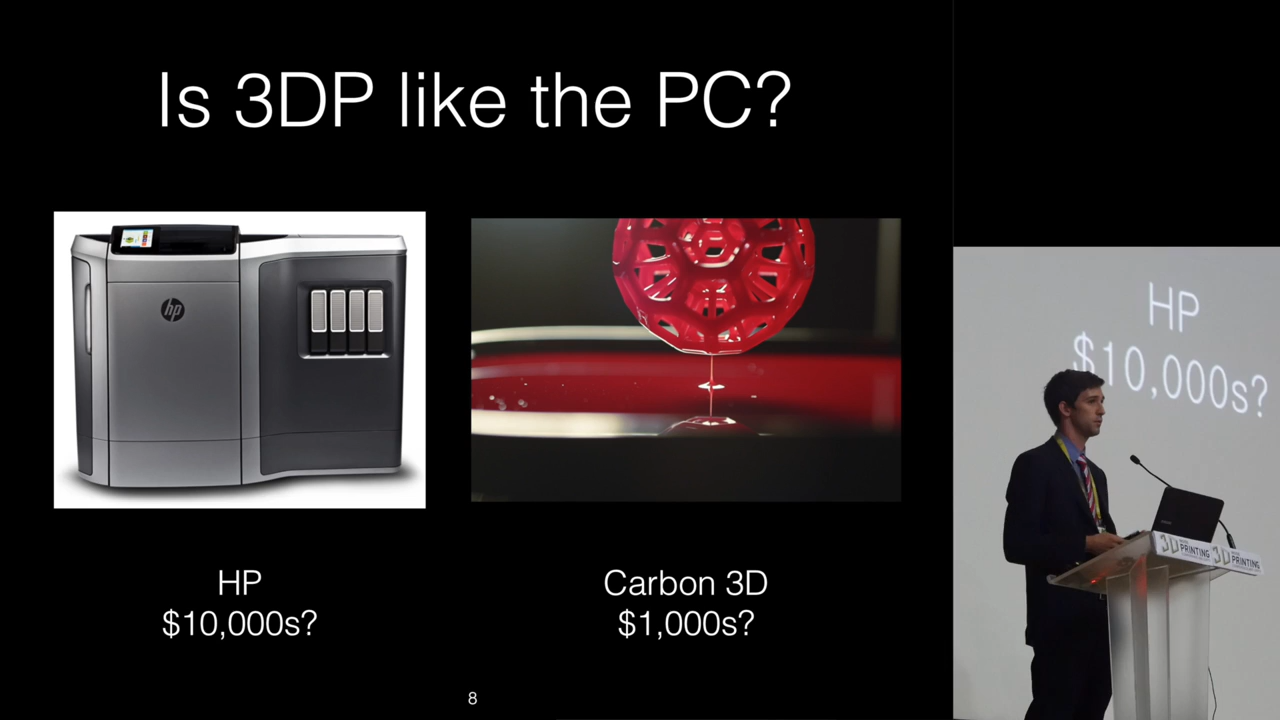 Is 3DP like the PC?
hp
HP
$10,000s?
Carbon 3D
$1,000s?
8
HP
$10,000s?
3D PRINTING
3D PRINTING